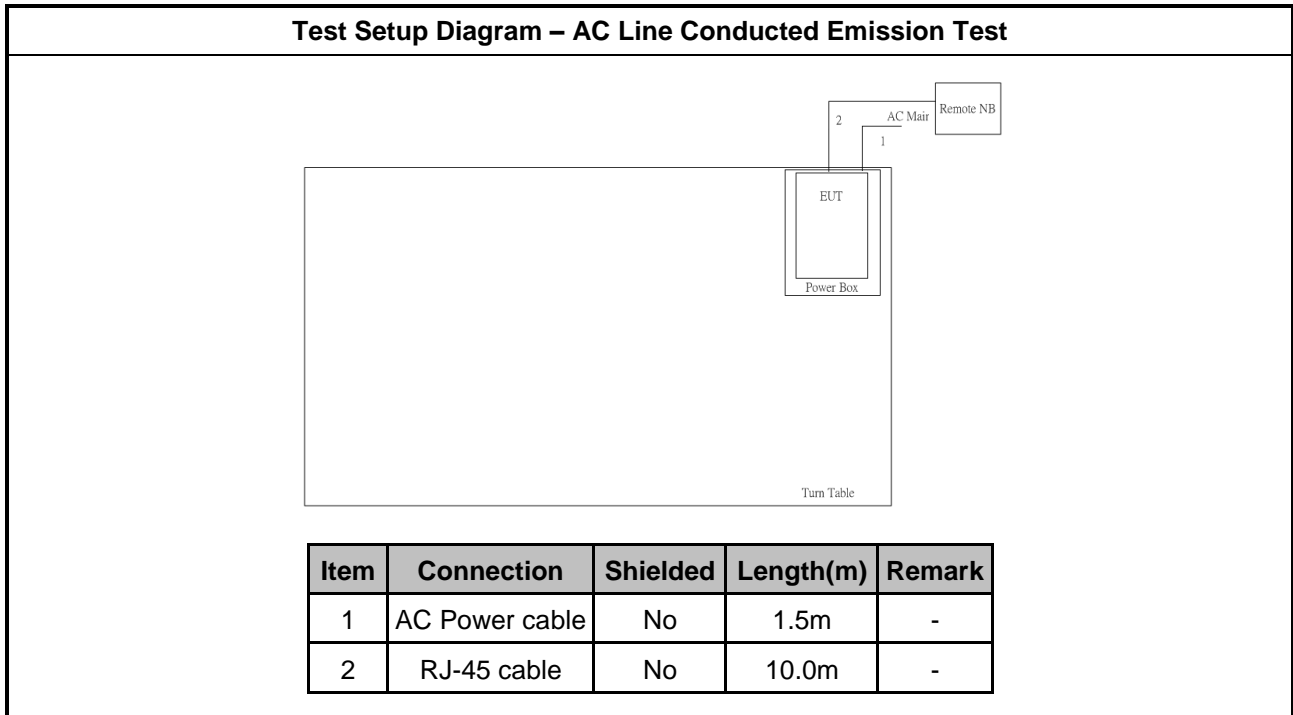 Test Setup Diagram – AC Line Conducted Emission Test
Remote NB
2
AC Mair
1
EUT
Power Box
Turn Table
Item Connection Shielded Length(m) Remark
1 AC Power cable No 1.5m -
2 RJ-45 cable No 10.0m -